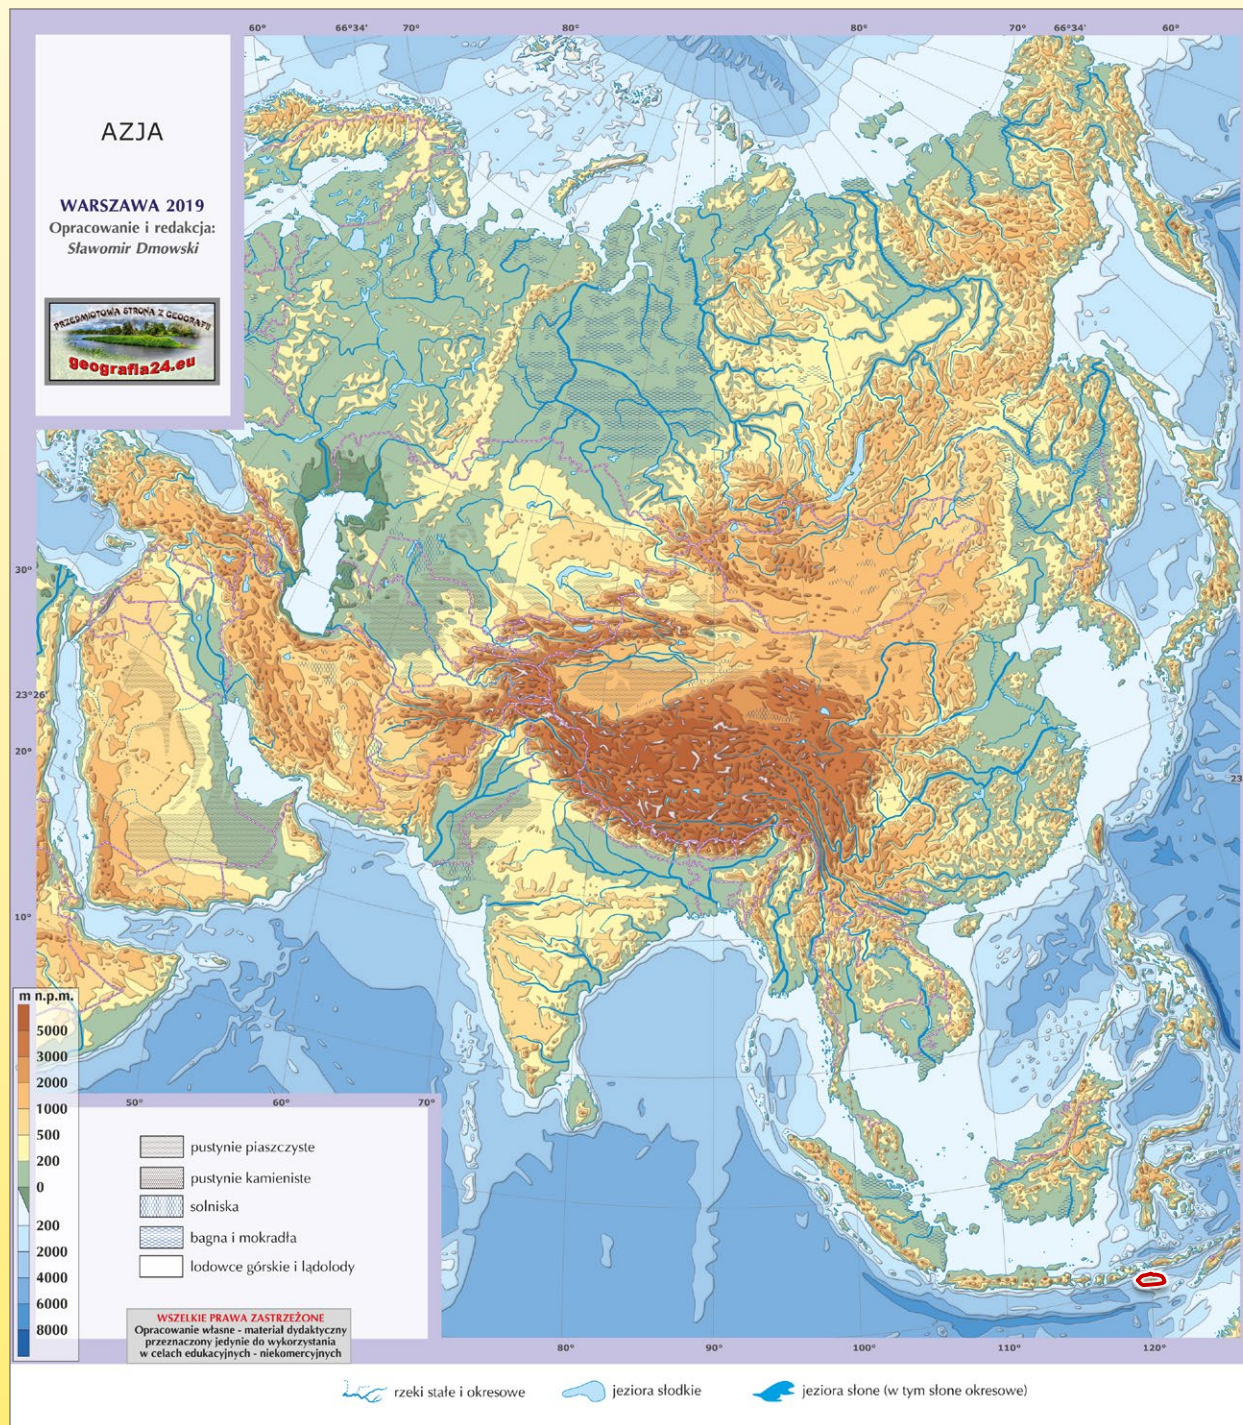 60°
66°34'
70°
80°
80°
70°
66°34'
60°
AZJA
WARSZAWA 2019
Opracowanie i redakcja:
Sławomir Dmowski
PRZEDMIOTOWA STRONA Z GEOGRAFII
geografia24.eu
30°
23°26'
20°
10°
23
m n.p.m.
5000
3000
2000
1000
500
200
0
200
2000
4000
6000
8000
50°
60°
70°
pustynie piaszczyste
pustynie kamieniste
solniska
bagna i mokradła
lodowce górskie i lądolody
WSZELKIE PRAWA ZASTRZEŻONE
Opracowanie własne - materiał dydaktyczny
przeznaczony jedynie do wykorzystania
w celach edukacyjnych - niekomercyjnych
80°
90°
100°
110°
120°
rzeki stałe i okresowe
jeziora słodkie
jeziora słone (w tym słone okresowe)